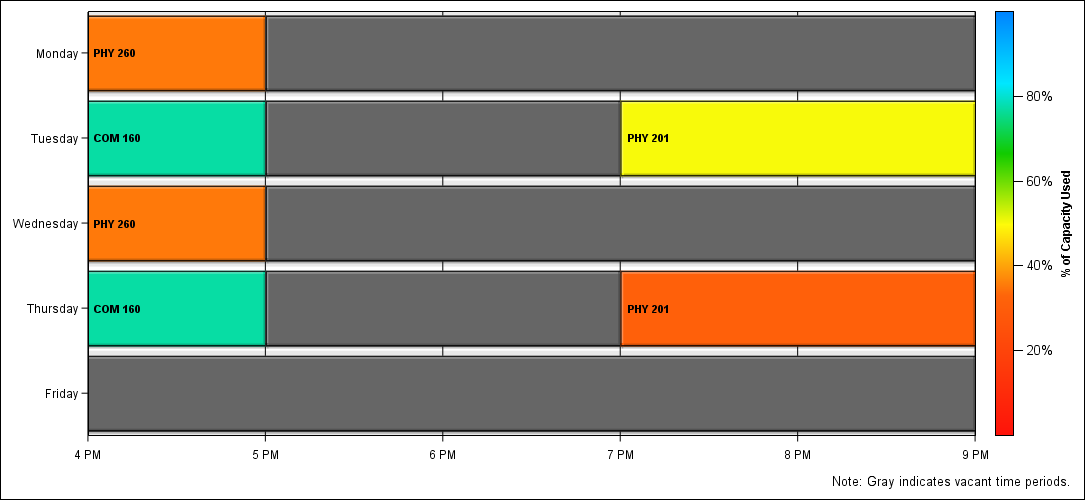 Monday
PHY 260
Tuesday
COM 160
PHY 201
Wednesday
PHY 260
Thursday
COM 160
PHY 201
Friday
4 PM
5 PM
6 PM
7 PM
8 PM
9 PM
80%
60%
40%
20%
% of Capacity Used
Note: Gray indicates vacant time periods.